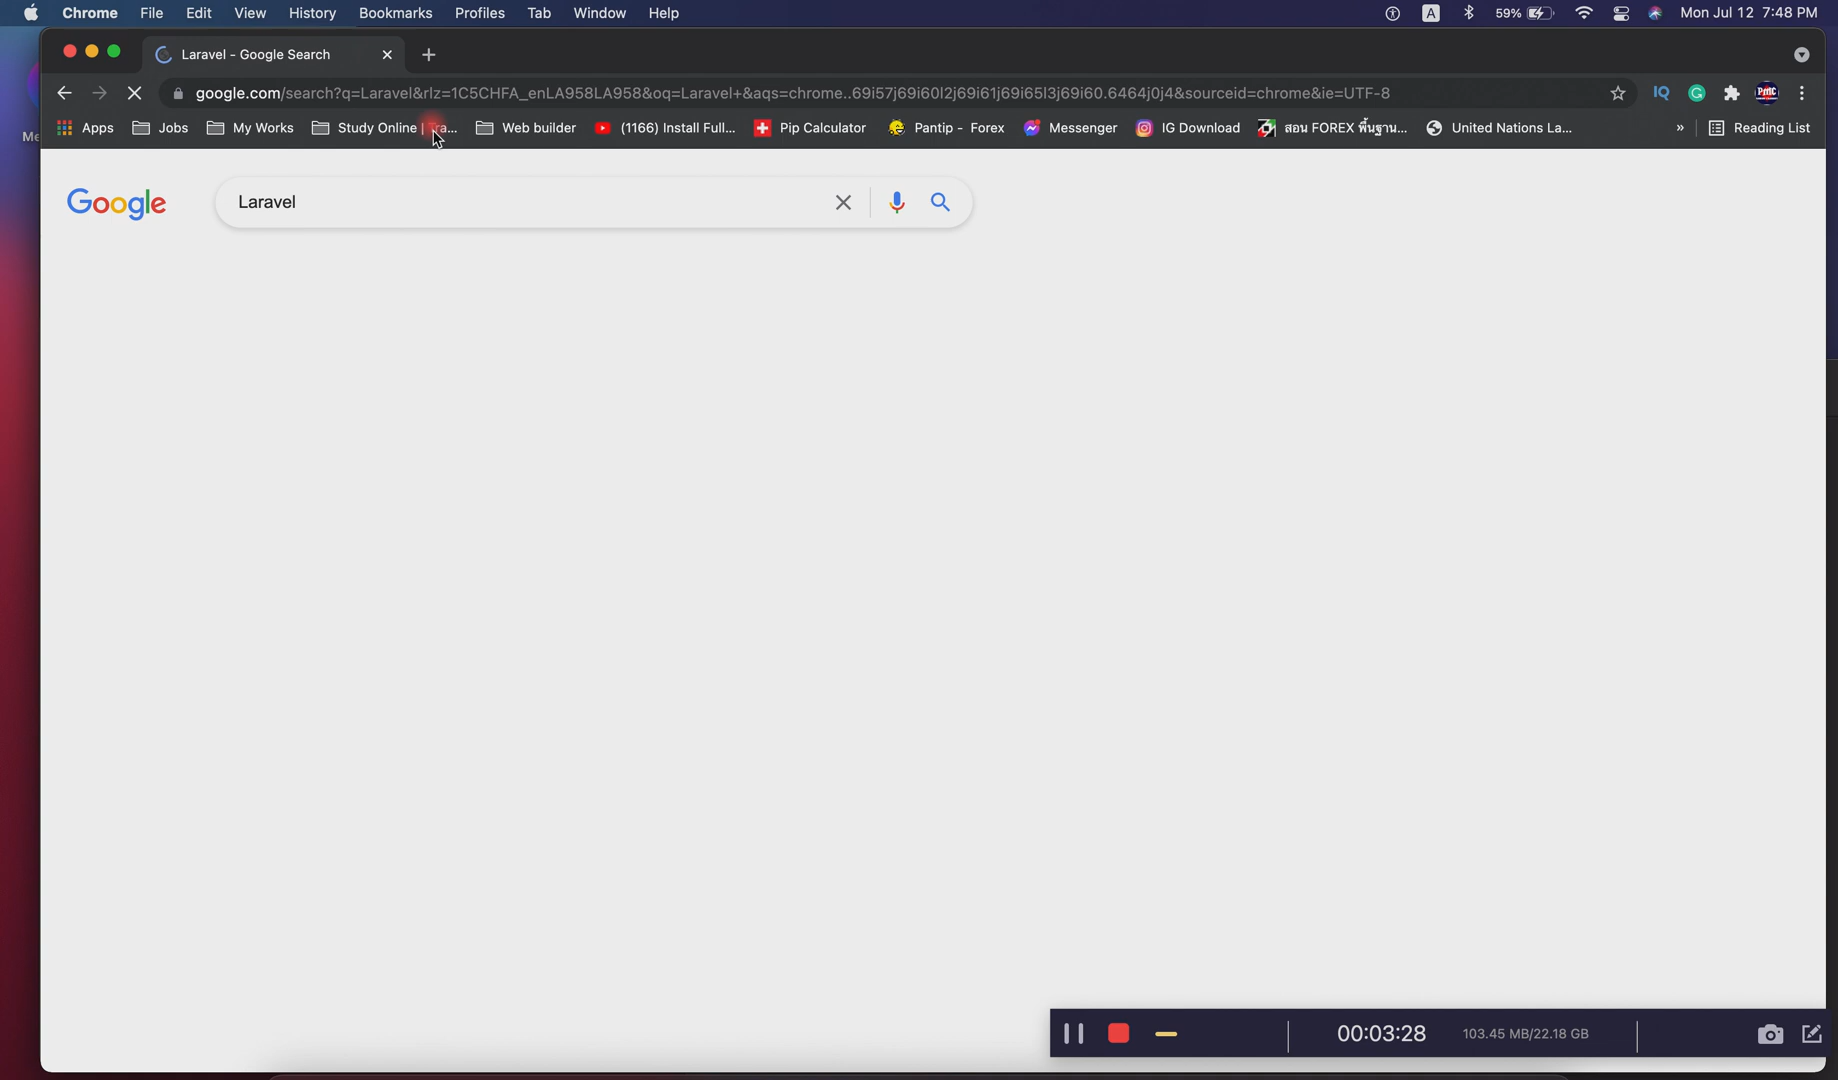 Chrome File Edit View History Bookmarks Profiles Tab Window Help A 59% Mon Jul 12 7:48 PM
Laravel - Google Search
google.com/search?q=Laravel&rlz=1C5CHFA_enLA958LA958&oq=Laravel+&aqs=chrome..69i57j69i60l2j69i61j69i65l3j69i60.6464j0j4&sourceid=chrome&ie=UTF-8 IQ PMC
Apps Jobs My Works Study Online | Tra... Web builder (1166) Install Full... Pip Calculator Pantip - Forex Messenger IG Download สอน FOREX พื้นฐาน... United Nations La... » Reading List
Me
Google Laravel
00:03:28 103.45 MB/22.18 GB